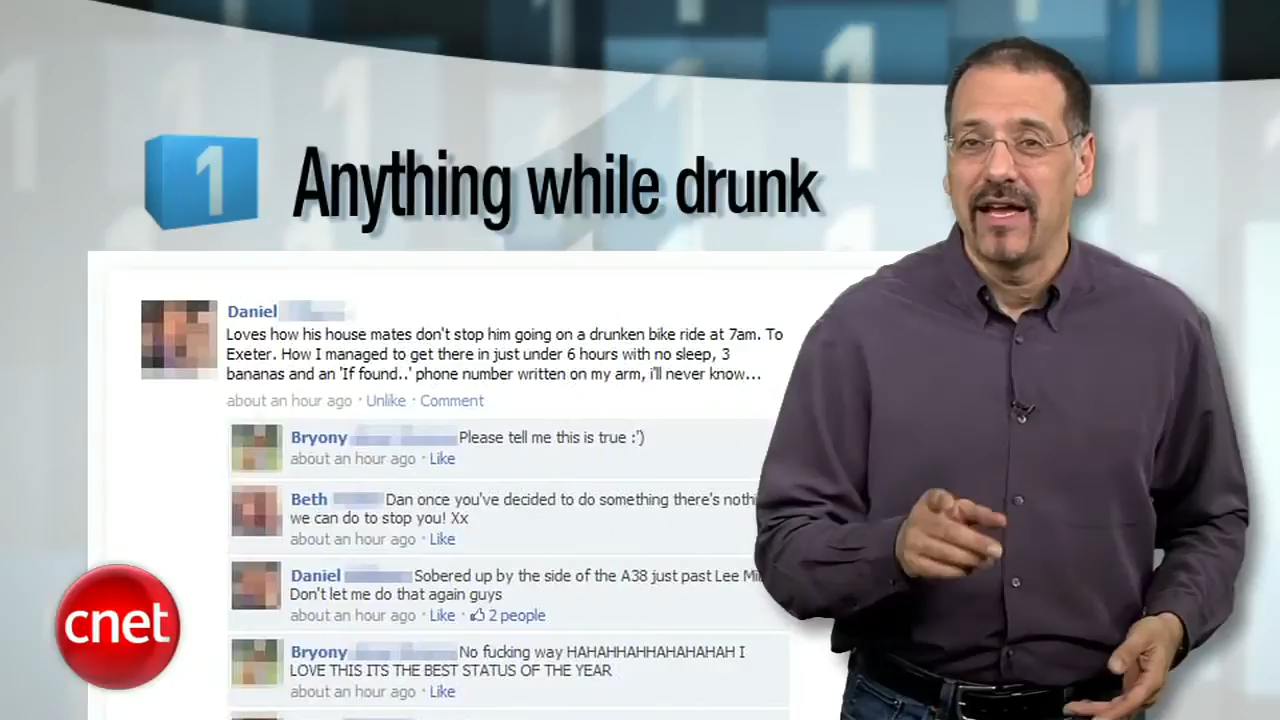 1 Anything while drunk
Daniel
Loves how his house mates don't stop him going on a drunken bike ride at 7am. To
Exeter. How I managed to get there in just under 6 hours with no sleep, 3
bananas and an 'If found..' phone number written on my arm, i'll never know...
about an hour ago · Unlike · Comment
Bryony Please tell me this is true :')
about an hour ago · Like
Beth Dan once you've decided to do something there's
we can do to stop you! Xx
about an hour ago · Like
Daniel Sobered up by the side of the A38 just past Lee
Don't let me do that again guys
about an hour ago · Like · 2 people
Bryony No fucking way HAHAHHAHHAHAHAHAH I
LOVE THIS ITS THE BEST STATUS OF THE YEAR
about an hour ago · Like
cnet